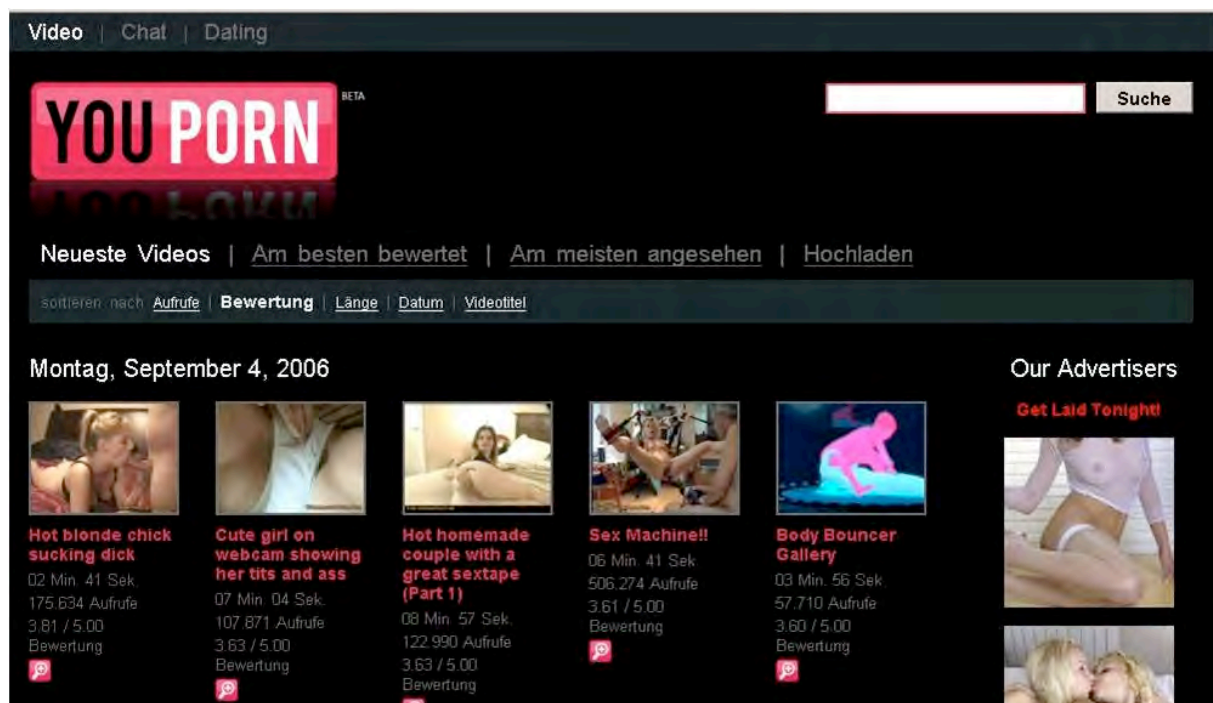 Video | Chat | Dating
YOU PORN BETA
Suche
Neueste Videos | Am besten bewertet | Am meisten angesehen | Hochladen
sortieren nach Aufrufe | Bewertung | Länge | Datum | Videotitel
Montag, September 4, 2006
Hot blonde chick
sucking dick
02 Min. 41 Sek.
175.634 Aufrufe
3.81 / 5.00
Bewertung
Cute girl on
webcam showing
her tits and ass
07 Min. 04 Sek.
107.871 Aufrufe
3.63 / 5.00
Bewertung
Hot homemade
couple with a
great sextape
(Part 1)
08 Min. 57 Sek.
122.990 Aufrufe
3.63 / 5.00
Bewertung
Sex Machine!!
06 Min. 41 Sek.
506.274 Aufrufe
3.61 / 5.00
Bewertung
Body Bouncer
Gallery
03 Min. 56 Sek.
57.710 Aufrufe
3.60 / 5.00
Bewertung
Our Advertisers
Get Laid Tonight!